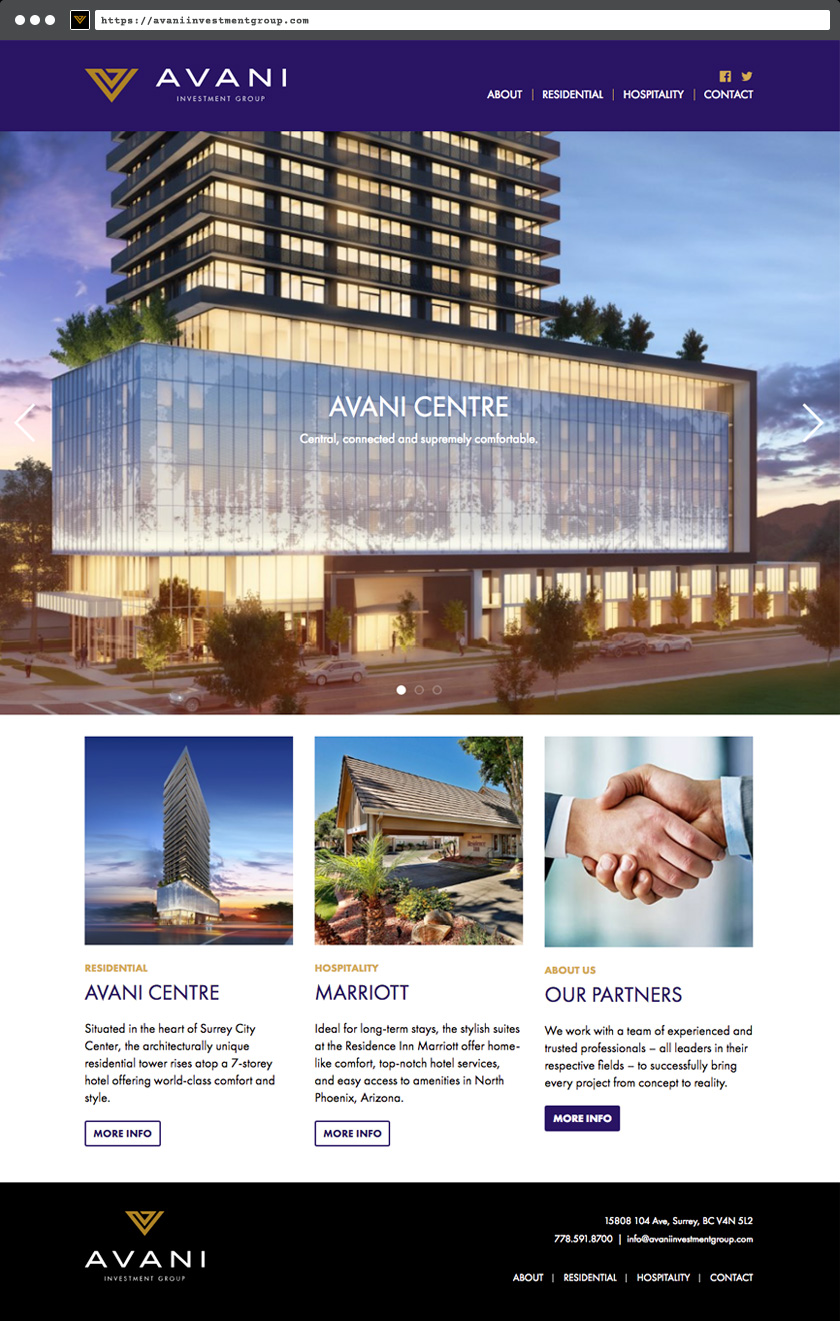 https://avaniinvestmentgroup.com
AVANI
INVESTMENT GROUP
ABOUT | RESIDENTIAL | HOSPITALITY | CONTACT
AVANI CENTRE
Central, connected and supremely comfortable.
Residence
Inn
RESIDENTIAL
AVANI CENTRE
Situated in the heart of Surrey City
Center, the architecturally unique
residential tower rises atop a 7-storey
hotel offering world-class comfort and
style.
MORE INFO
HOSPITALITY
MARRIOTT
Ideal for long-term stays, the stylish suites
at the Residence Inn Marriott offer home-
like comfort, top-notch hotel services,
and easy access to amenities in North
Phoenix, Arizona.
MORE INFO
ABOUT US
OUR PARTNERS
We work with a team of experienced and
trusted professionals – all leaders in their
respective fields – to successfully bring
every project from concept to reality.
MORE INFO
AVANI
INVESTMENT GROUP
15808 104 Ave, Surrey, BC V4N 5L2
778.591.8700 | info@avaniinvestmentgroup.com
ABOUT | RESIDENTIAL | HOSPITALITY | CONTACT